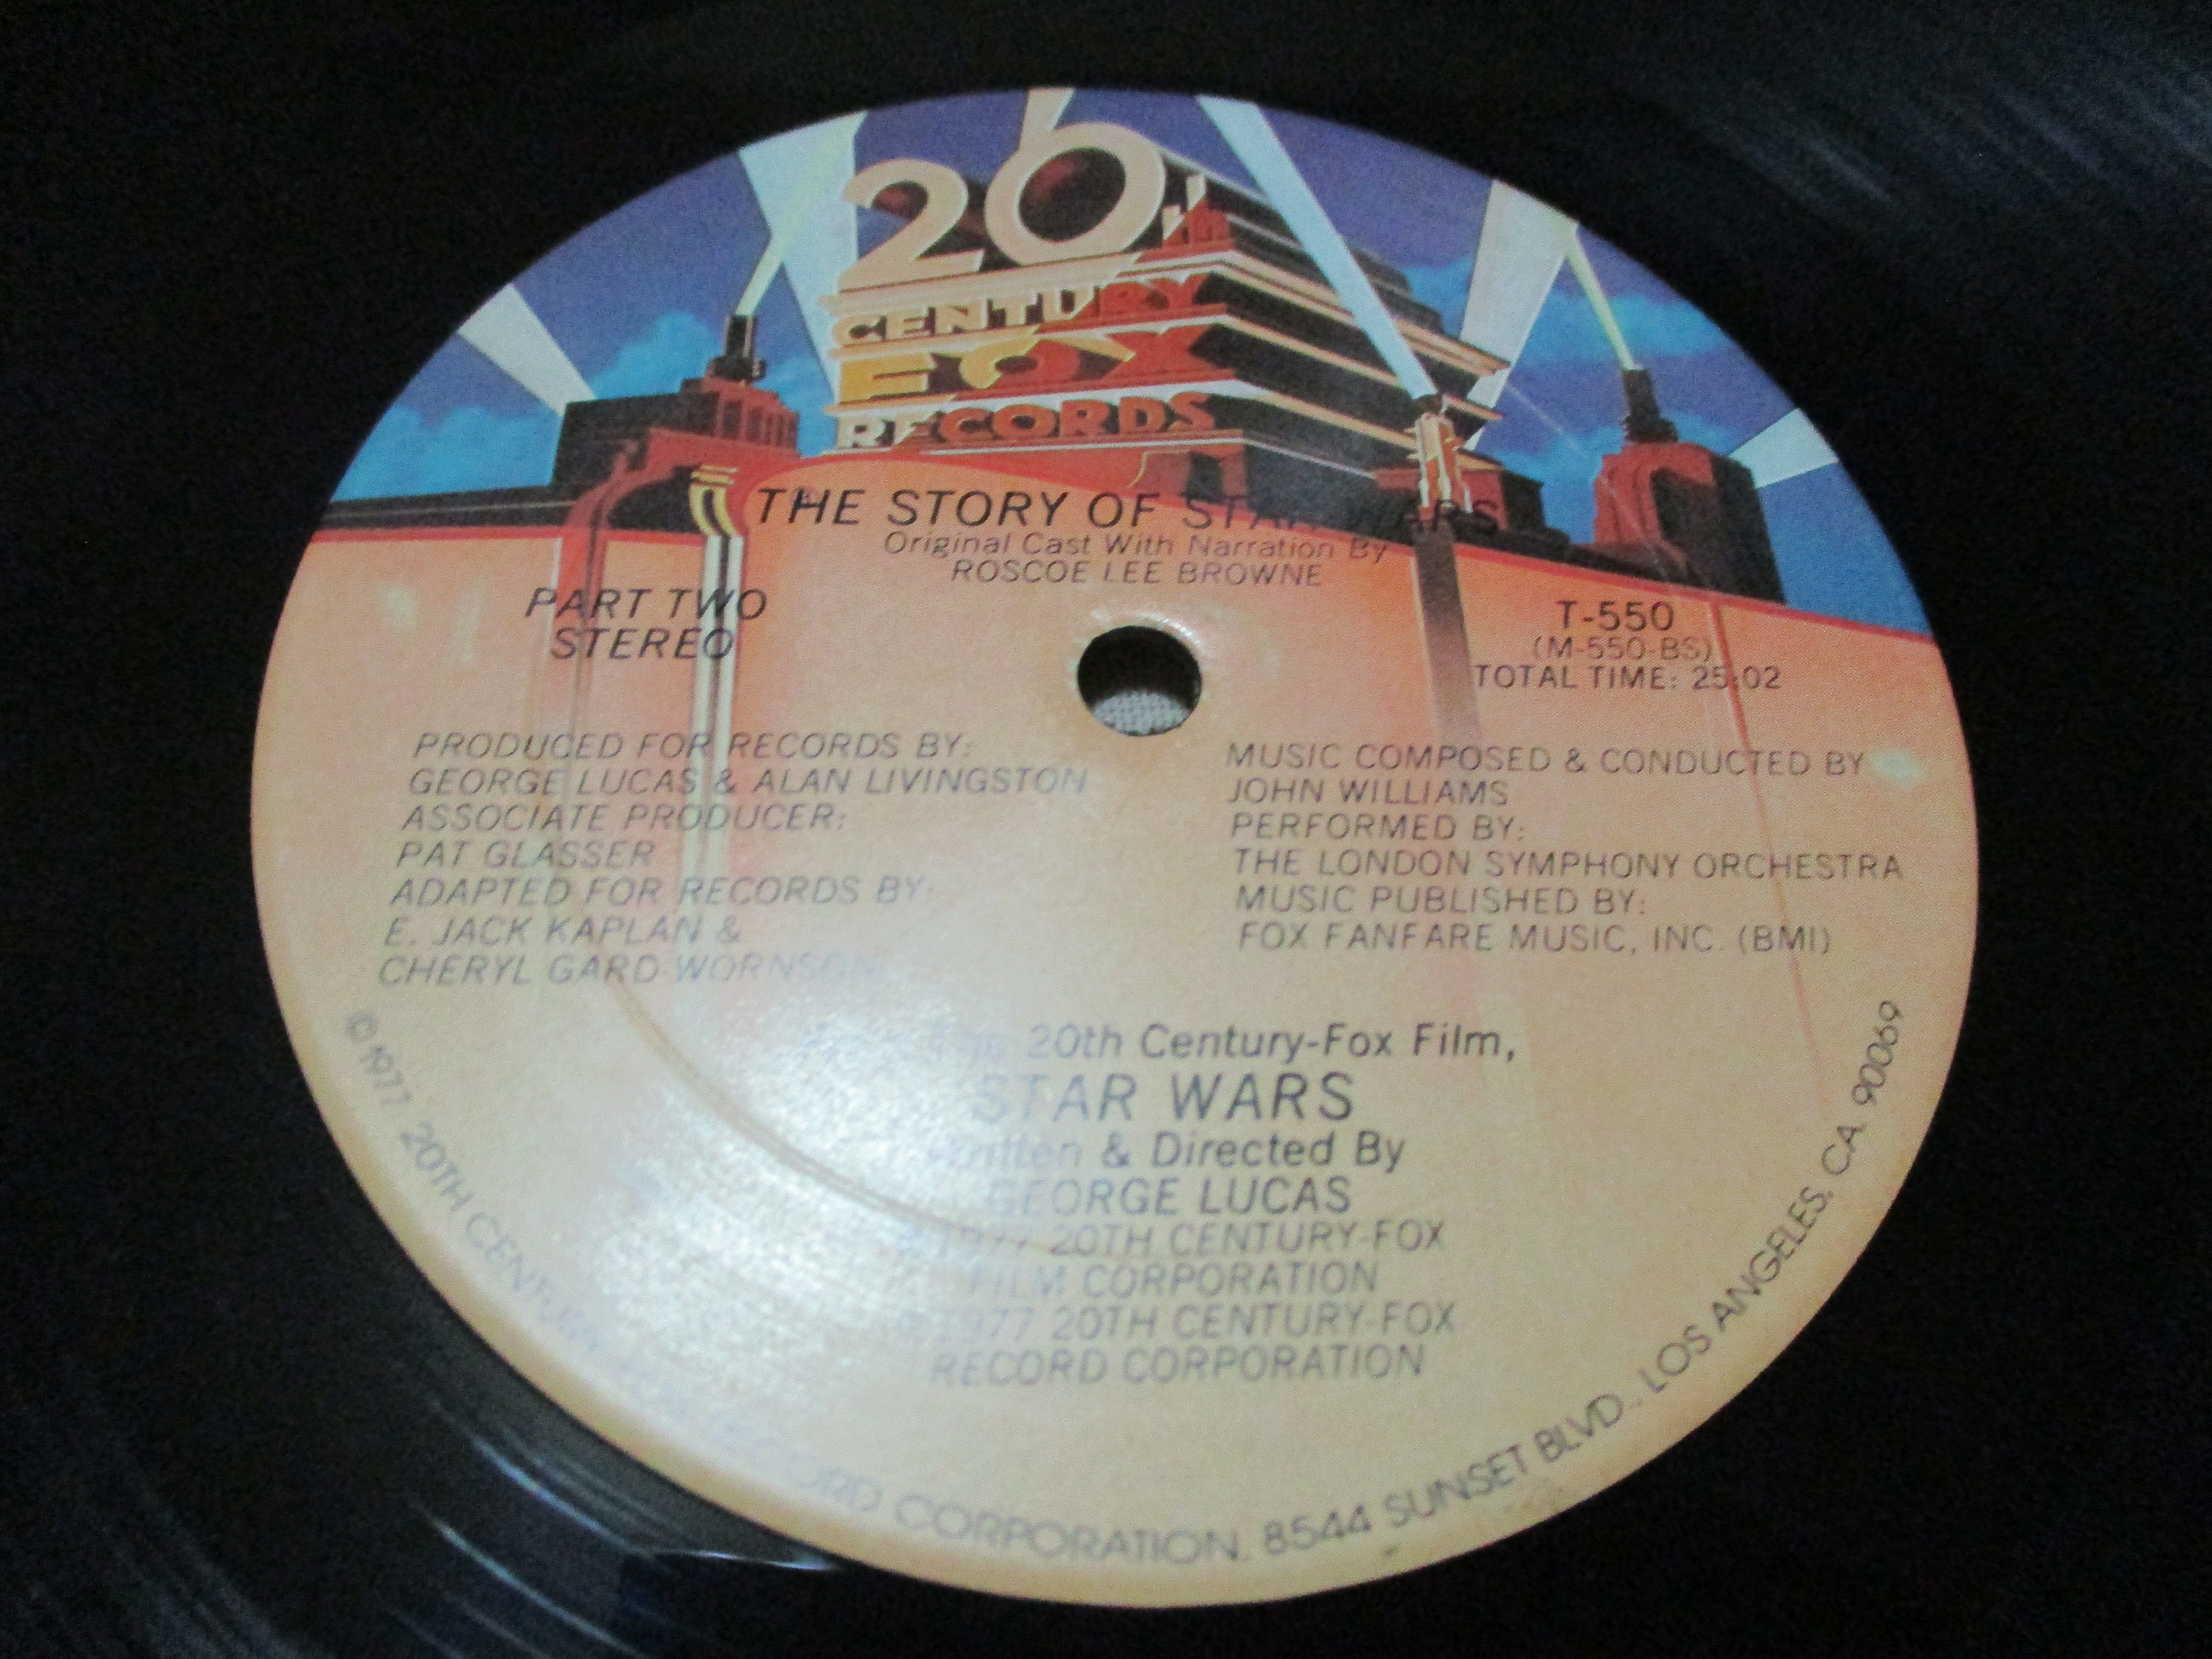 20th
CENTURY
FOX
RECORDS
THE STORY OF STAR WARS
Original Cast With Narration By
ROSCOE LEE BROWNE
PART TWO
STEREO
T-550
(M-550-BS)
TOTAL TIME: 25:02
PRODUCED FOR RECORDS BY:
GEORGE LUCAS & ALAN LIVINGSTON
ASSOCIATE PRODUCER:
PAT GLASSER
ADAPTED FOR RECORDS BY:
E. JACK KAPLAN &
CHERYL GARD-WORNSON
MUSIC COMPOSED & CONDUCTED BY
JOHN WILLIAMS
PERFORMED BY:
THE LONDON SYMPHONY ORCHESTRA
MUSIC PUBLISHED BY:
FOX FANFARE MUSIC, INC. (BMI)
The 20th Century-Fox Film,
STAR WARS
Written & Directed By
GEORGE LUCAS
1977 20TH CENTURY-FOX
FILM CORPORATION
1977 20TH CENTURY-FOX
RECORD CORPORATION
©1977 20TH CENTURY-FOX RECORD CORPORATION, 8544 SUNSET BLVD., LOS ANGELES, CA. 90069